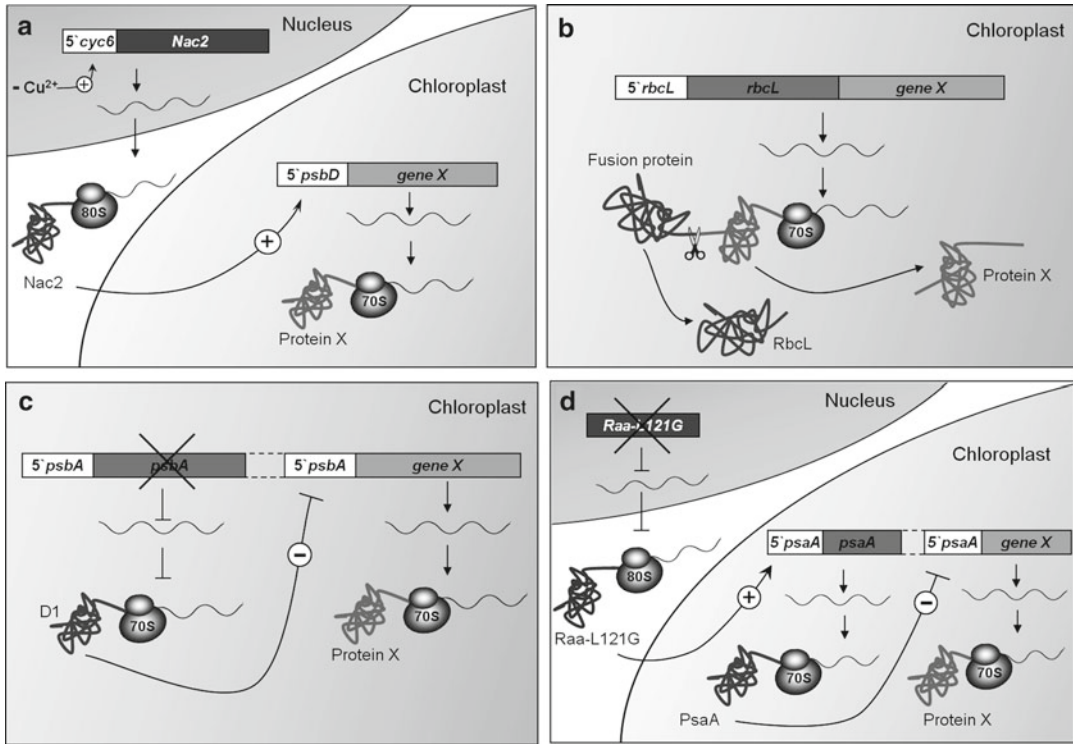 a
Nucleus
5`cyc6 Nac2
- Cu2+
+
Chloroplast
5`psbD gene X
80S
+
Nac2
70S
Protein X
b
Chloroplast
5`rbcL rbcL gene X
Fusion protein
70S
Protein X
RbcL
c
Chloroplast
5`psbA psbA 5`psbA gene X
-
D1
70S
70S
Protein X
d
Nucleus
Raa-L121G
Chloroplast
5`psaA psaA 5`psaA gene X
80S
+
-
Raa-L121G
70S
70S
PsaA
Protein X